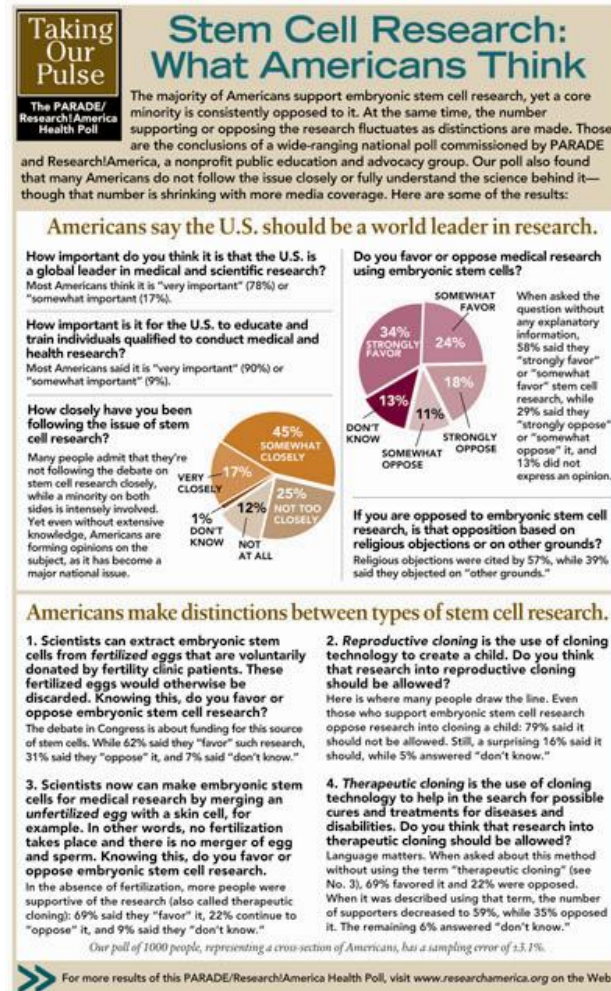 Taking
Our
Pulse
The PARADE/
Research!America
Health Poll
Stem Cell Research:
What Americans Think
The majority of Americans support embryonic stem cell research, yet a core
minority is consistently opposed to it. At the same time, the number
supporting or opposing the research fluctuates as distinctions are made. Those
are the conclusions of a wide-ranging national poll commissioned by PARADE
and Research!America, a nonprofit public education and advocacy group. Our poll also found
that many Americans do not follow the issue closely or fully understand the science behind it—
though that number is shrinking with more media coverage. Here are some of the results:
Americans say the U.S. should be a world leader in research.
How important do you think it is that the U.S. is
a global leader in medical and scientific research?
Most Americans think it is "very important" (78%) or
"somewhat important (17%).
How important is it for the U.S. to educate and
train individuals qualified to conduct medical and
health research?
Most Americans said it is "very important" (90%) or
"somewhat important" (9%).
How closely have you
been following the issue of stem
cell research?
Many people admit that they're
not following the debate on
stem cell research closely,
while a minority on both
sides is intensely involved.
Yet even without extensive
knowledge, Americans are
forming opinions on the
subject, as it has become a
major national issue.
45%
SOMEWHAT
CLOSELY
VERY
CLOSELY
17%
25%
NOT TOO
CLOSELY
1%
DON'T
KNOW
12%
NOT
AT ALL
Do you favor or oppose medical research
using embryonic stem cells?
SOMEWHAT
FAVOR
34%
STRONGLY
FAVOR
24%
18%
13%
11%
DON'T
KNOW
SOMEWHAT
OPPOSE
STRONGLY
OPPOSE
When asked the
question without
any explanatory
information,
58% said they
"strongly favor"
or "somewhat
favor" stem cell
research, while
29% said they
"strongly oppose"
or "somewhat
oppose" it, and
13% did not
express an opinion.
If you are opposed to embryonic stem cell
research, is that opposition based on
religious objections or on other grounds?
Religious objections were cited by 57%, while 39%
said they objected on "other grounds."
Americans make distinctions between types of stem cell research.
1. Scientists can extract embryonic stem
cells from fertilized eggs that are voluntarily
donated by fertility clinic patients. These
fertilized eggs would otherwise be
discarded. Knowing this, do you favor or
oppose embryonic stem cell research?
The debate in Congress is about funding for this
source of stem cells. While 62% said they "favor" such research,
31% said they "oppose" it, and 7% said "don't know."
2. Reproductive cloning is the use of cloning
technology to create a child. Do you think
that research into reproductive cloning
should be allowed?
Here is where many people draw the line. Even
those who support embryonic stem cell research
oppose research into cloning a child: 79% said it
should not be allowed. Still, a surprising 16% said it
should, while 5% answered "don't know."
3. Scientists now can make embryonic stem
cells for medical research by merging an
unfertilized egg with a skin cell, for
example. In other words, no fertilization
takes place and there is no merger of egg
and sperm. Knowing this, do you favor or
oppose embryonic stem cell research.
In the absence of fertilization, more people were
supportive of the research (also called therapeutic
cloning): 69% said they "favor" it, 22% continue to
"oppose" it, and 9% said they "don't know."
4. Therapeutic cloning is the use of cloning
technology to help in the search for possible
cures and treatments for diseases and
disabilities. Do you think that research into
therapeutic cloning should be allowed?
Language matters. When asked about this method
without using the term "therapeutic cloning" (see
No. 3), 69% favored it and 22% were opposed.
When it was described using that term, the number
of supporters decreased to 59%, while 35% opposed
it. The remaining 6% answered "don't know."
Our poll of 1000 people, representing a cross-section of Americans, has a sampling error of ±3.1%.
For more results of this PARADE/Research!America Health Poll, visit www.researchamerica.org on the Web